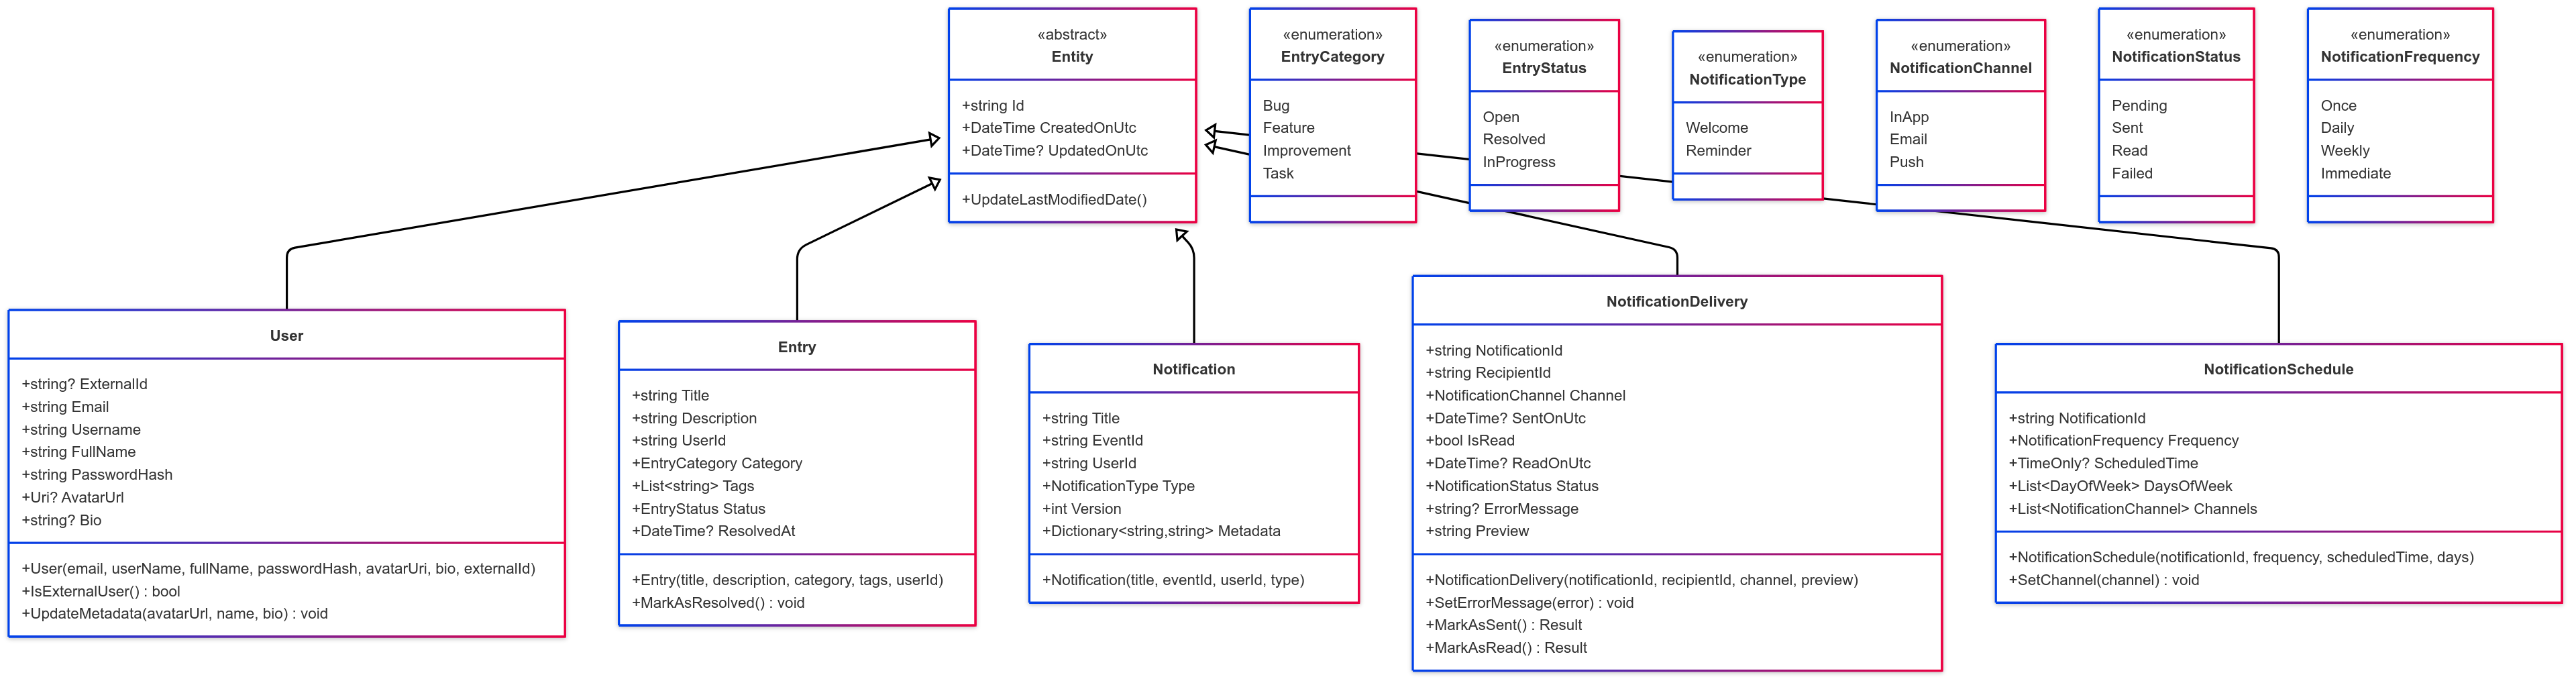 «abstract»
Entity
+string Id
+DateTime CreatedOnUtc
+DateTime? UpdatedOnUtc
+UpdateLastModifiedDate()
«enumeration»
EntryCategory
Bug
Feature
Improvement
Task
«enumeration»
EntryStatus
Open
Resolved
InProgress
«enumeration»
NotificationType
Welcome
Reminder
«enumeration»
NotificationChannel
InApp
Email
Push
«enumeration»
NotificationStatus
Pending
Sent
Read
Failed
«enumeration»
NotificationFrequency
Once
Daily
Weekly
Immediate
User
+string? ExternalId
+string Email
+string Username
+string FullName
+string PasswordHash
+Uri? AvatarUrl
+string? Bio
+User(email, userName, fullName, passwordHash, avatarUri, bio, externalId)
+IsExternalUser() : bool
+UpdateMetadata(avatarUrl, name, bio) : void
Entry
+string Title
+string Description
+string UserId
+EntryCategory Category
+List<string> Tags
+EntryStatus Status
+DateTime? ResolvedAt
+Entry(title, description, category, tags, userId)
+MarkAsResolved() : void
Notification
+string Title
+string EventId
+string UserId
+NotificationType Type
+int Version
+Dictionary<string,string> Metadata
+Notification(title, eventId, userId, type)
NotificationDelivery
+string NotificationId
+string RecipientId
+NotificationChannel Channel
+DateTime? SentOnUtc
+bool IsRead
+DateTime? ReadOnUtc
+NotificationStatus Status
+string? ErrorMessage
+string Preview
+NotificationDelivery(notificationId, recipientId, channel, preview)
+SetErrorMessage(error) : void
+MarkAsSent() : Result
+MarkAsRead() : Result
NotificationSchedule
+string NotificationId
+NotificationFrequency Frequency
+TimeOnly? ScheduledTime
+List<DayOfWeek> DaysOfWeek
+List<NotificationChannel> Channels
+NotificationSchedule(notificationId, frequency, scheduledTime, days)
+SetChannel(channel) : void